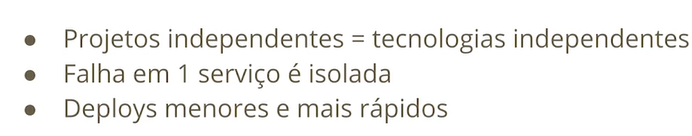 ● Projetos independentes = tecnologias independentes
● Falha em 1 serviço é isolada
● Deploys menores e mais rápidos